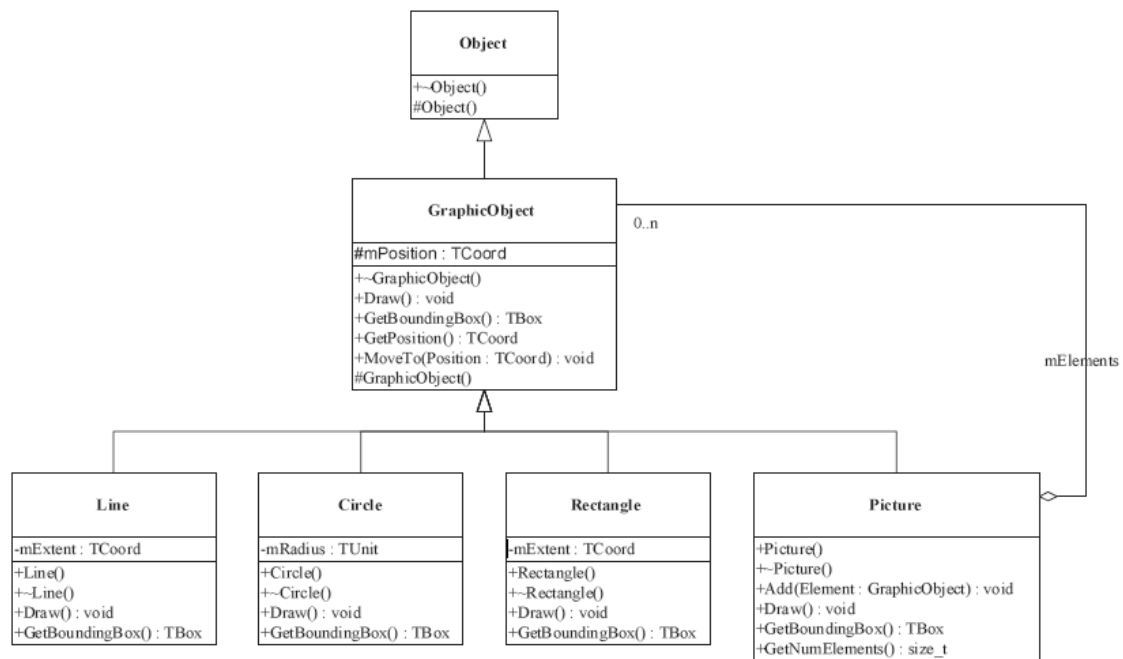 Object
+~Object()
#Object()
GraphicObject
0..n
#mPosition : TCoord
+~GraphicObject()
+Draw() : void
+GetBoundingBox() : TBox
+GetPosition() : TCoord
+MoveTo(Position : TCoord) : void
#GraphicObject()
mElements
Line
-mExtent : TCoord
+Line()
+~Line()
+Draw() : void
+GetBoundingBox() : TBox
Circle
-mRadius : TUnit
+Circle()
+~Circle()
+Draw() : void
+GetBoundingBox() : TBox
Rectangle
-mExtent : TCoord
+Rectangle()
+~Rectangle()
+Draw() : void
+GetBoundingBox() : TBox
Picture
+Picture()
+~Picture()
+Add(Element : GraphicObject) : void
+Draw() : void
+GetBoundingBox() : TBox
+GetNumElements() : size_t